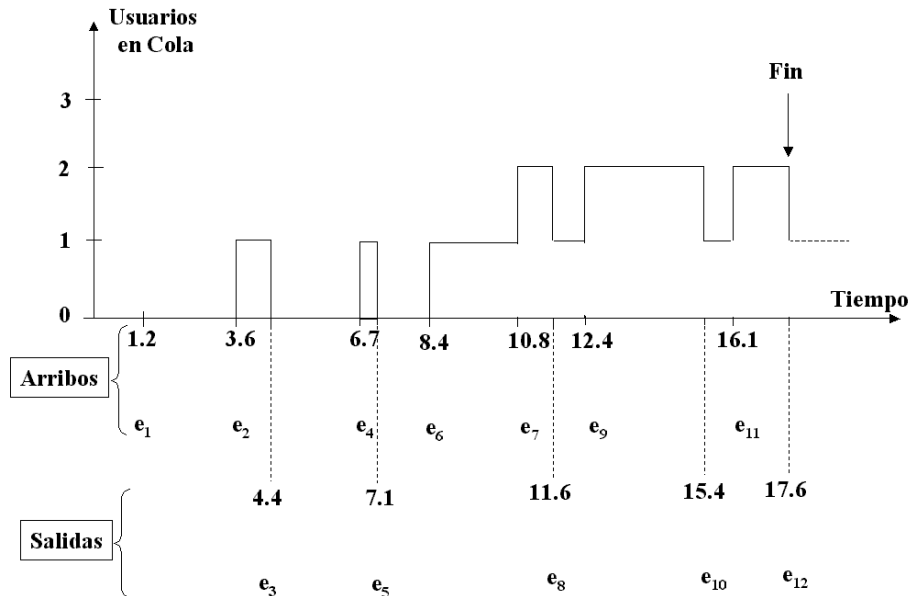 Usuarios
en Cola
Fin
3
2
1
0
Tiempo
1.2 3.6 6.7 8.4 10.8 12.4 16.1
Arribos
e1 e2 e4 e6 e7 e9 e11
4.4 7.1 11.6 15.4 17.6
Salidas
e3 e5 e8 e10 e12